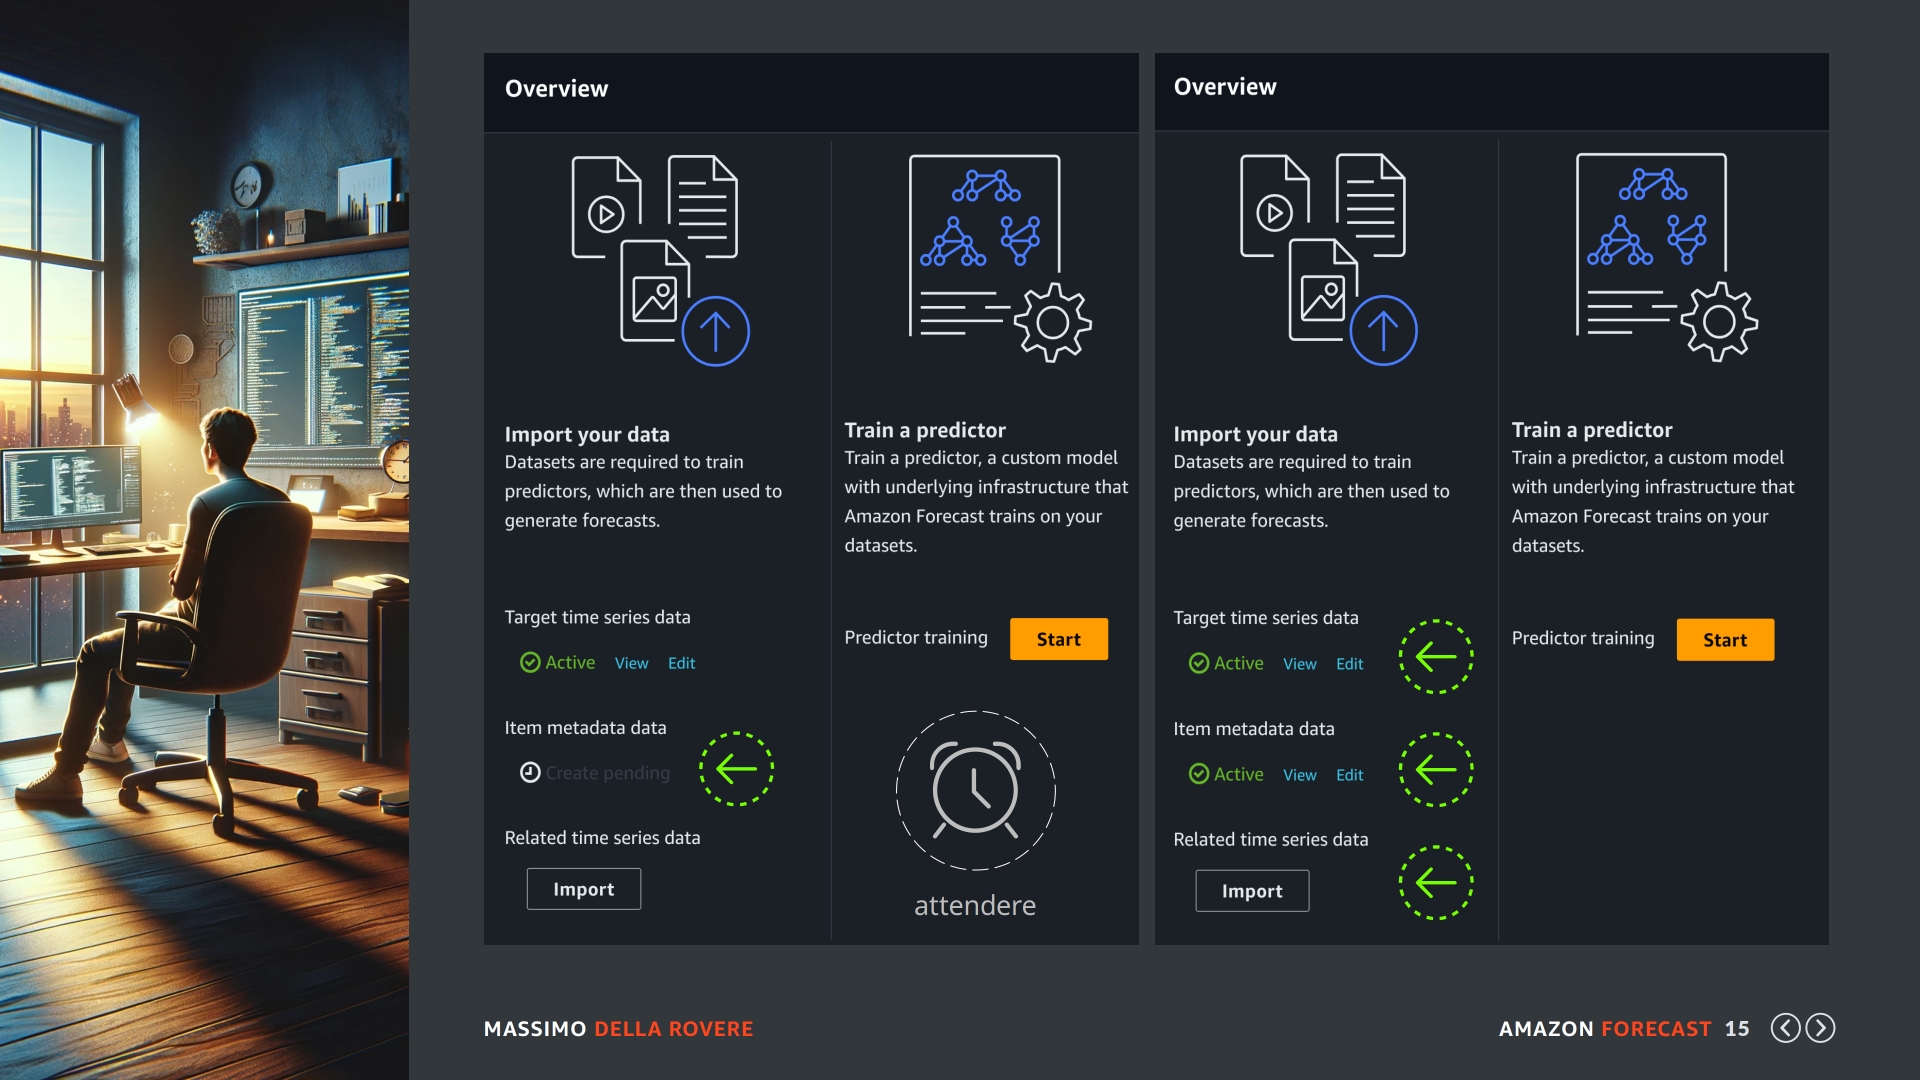 Overview
Import your data
Datasets are required to train
predictors, which are then used to
generate forecasts.
Target time series data
Active View Edit
Item metadata data
Create pending
Related time series data
Import
Train a predictor
Train a predictor, a custom model
with underlying infrastructure that
Amazon Forecast trains on your
datasets.
Predictor training Start
attendere
Overview
Import your data
Datasets are required to train
predictors, which are then used to
generate forecasts.
Target time series data
Active View Edit
Item metadata data
Active View Edit
Related time series data
Import
Train a predictor
Train a predictor, a custom model
with underlying infrastructure that
Amazon Forecast trains on your
datasets.
Predictor training Start
MASSIMO DELLA ROVERE
AMAZON FORECAST 15